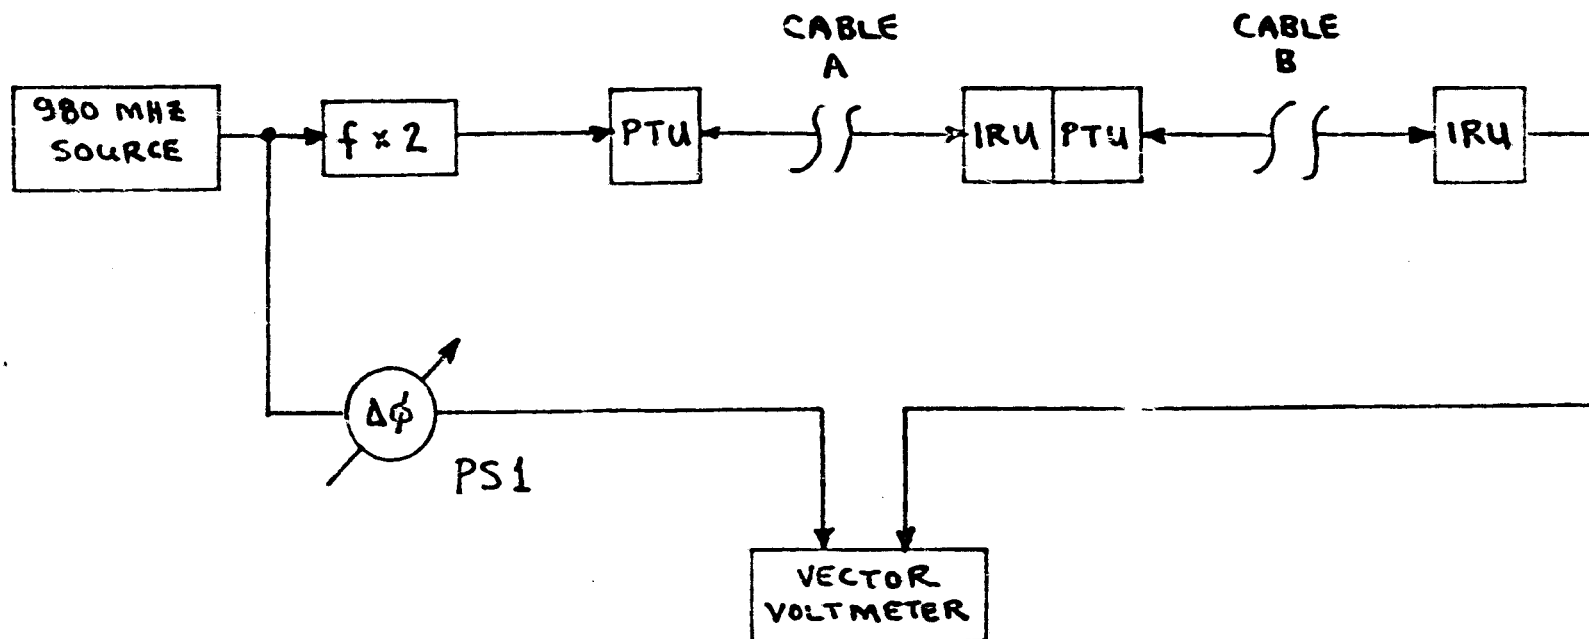 CABLE
A
CABLE
B
980 MHZ
SOURCE
f x 2
PTU
IRU
PTU
IRU
Δφ
PS1
VECTOR
VOLTMETER